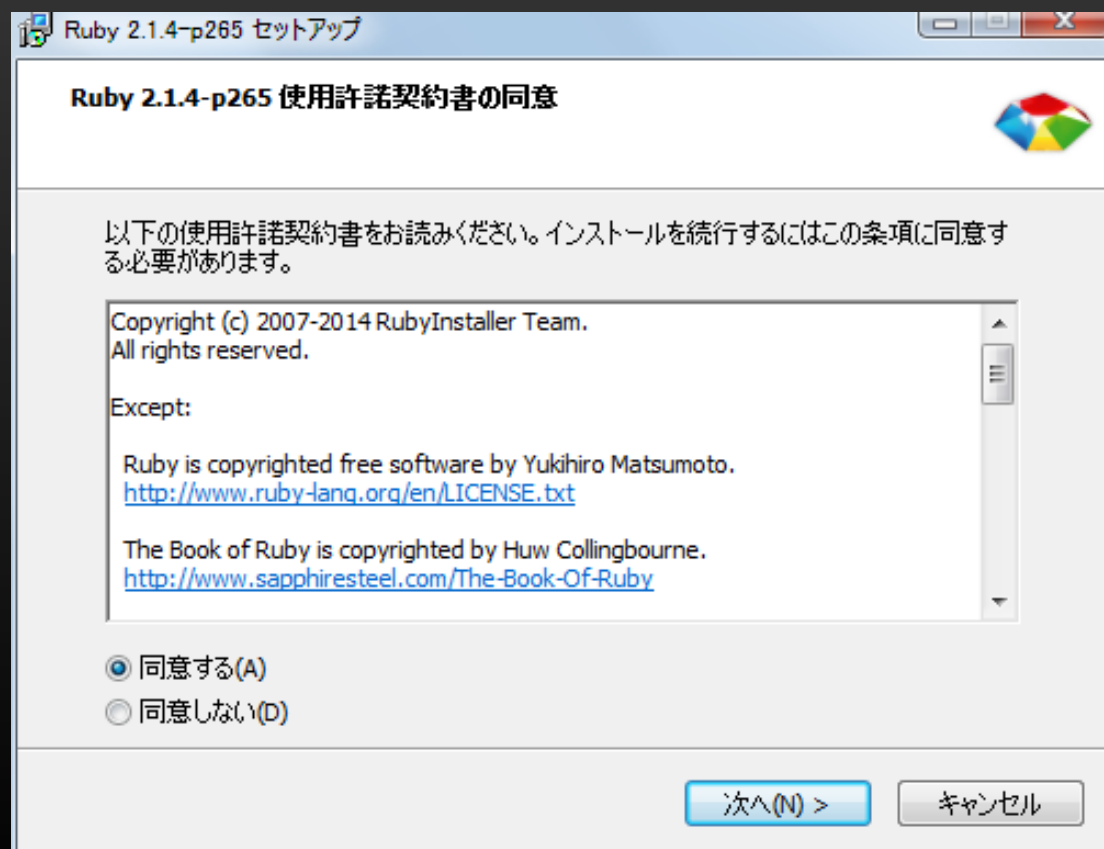 Ruby 2.1.4-p265 セットアップ
Ruby 2.1.4-p265 使用許諾契約書の同意
以下の使用許諾契約書をお読みください。インストールを続行するにはこの条項に同意す
る必要があります。
Copyright (c) 2007-2014 RubyInstaller Team.
All rights reserved.
Except:
Ruby is copyrighted free software by Yukihiro Matsumoto.
http://www.ruby-lang.org/en/LICENSE.txt
The Book of Ruby is copyrighted by Huw Collingbourne.
http://www.sapphiresteel.com/The-Book-Of-Ruby
同意する(A)
同意しない(D)
次へ(N) >
キャンセル